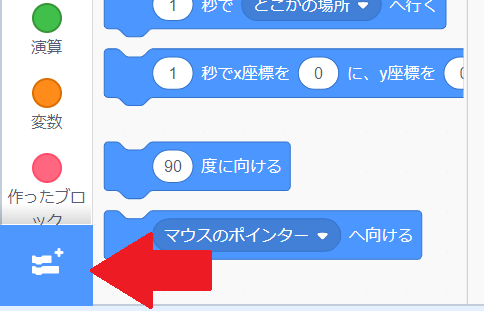 1 秒で どこかの場所 へ行く
演算
1 秒でx座標を 0 に、y座標を 0
変数
90 度に向ける
作ったブロ
ック
マウスのポインター へ向ける